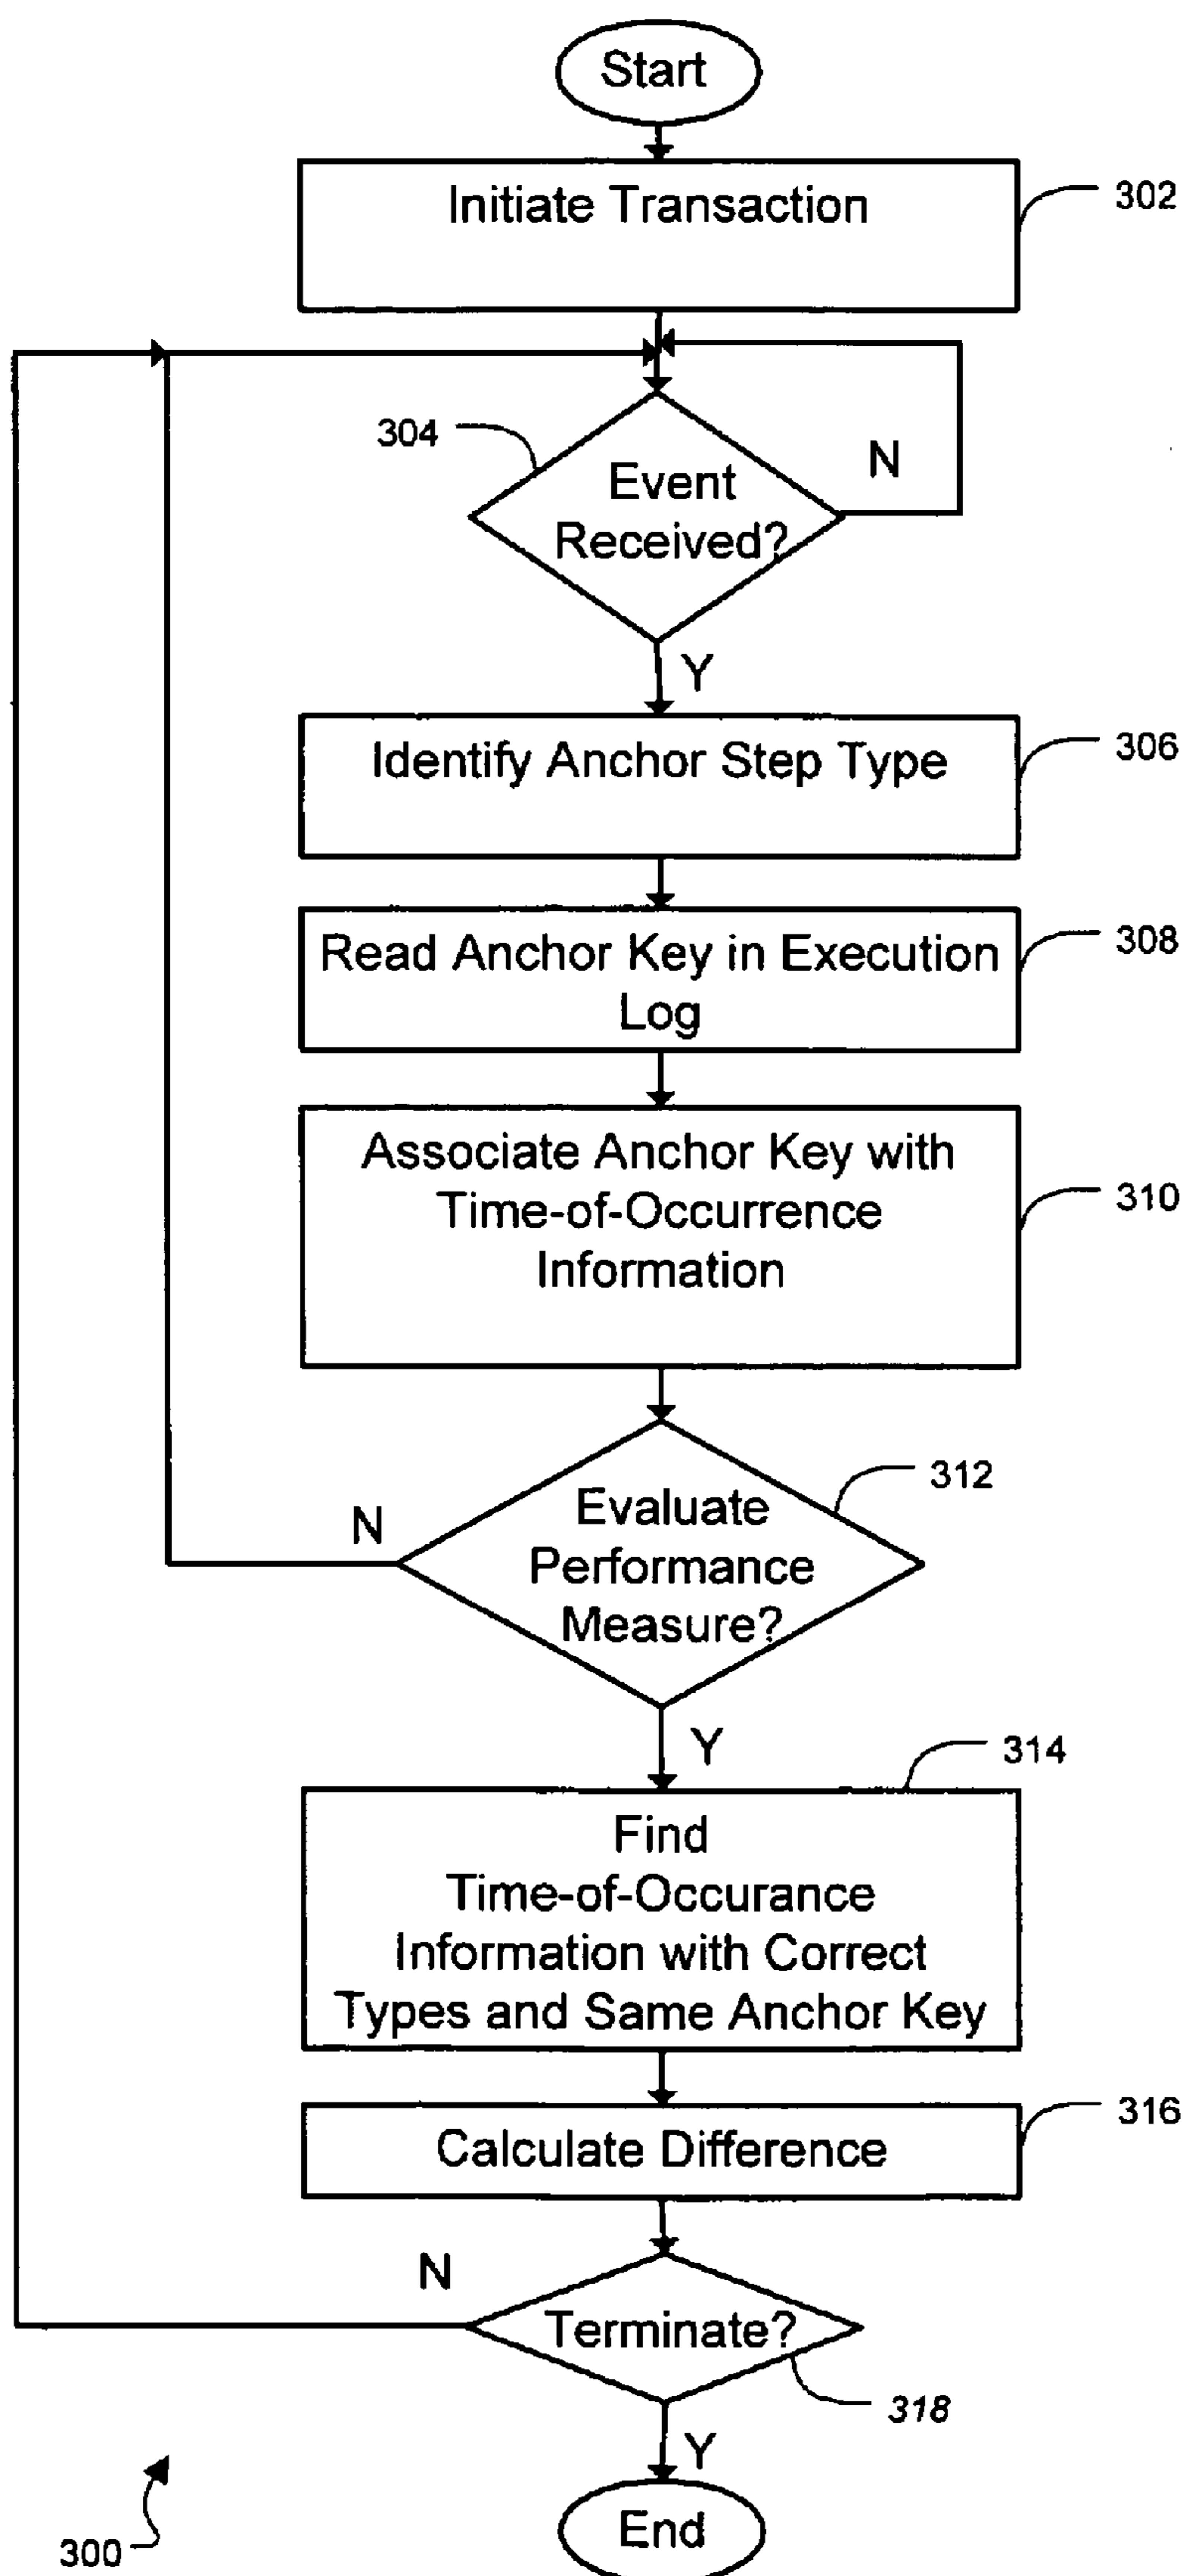 Start
Initiate Transaction
302
304
Event
Received?
N
Y
Identify Anchor Step Type
306
Read Anchor Key in Execution
Log
308
Associate Anchor Key with
Time-of-Occurrence
Information
310
312
Evaluate
Performance
Measure?
N
Y
314
Find
Time-of-Occurance
Information with Correct
Types and Same Anchor Key
316
Calculate Difference
N
Terminate?
318
Y
End
300